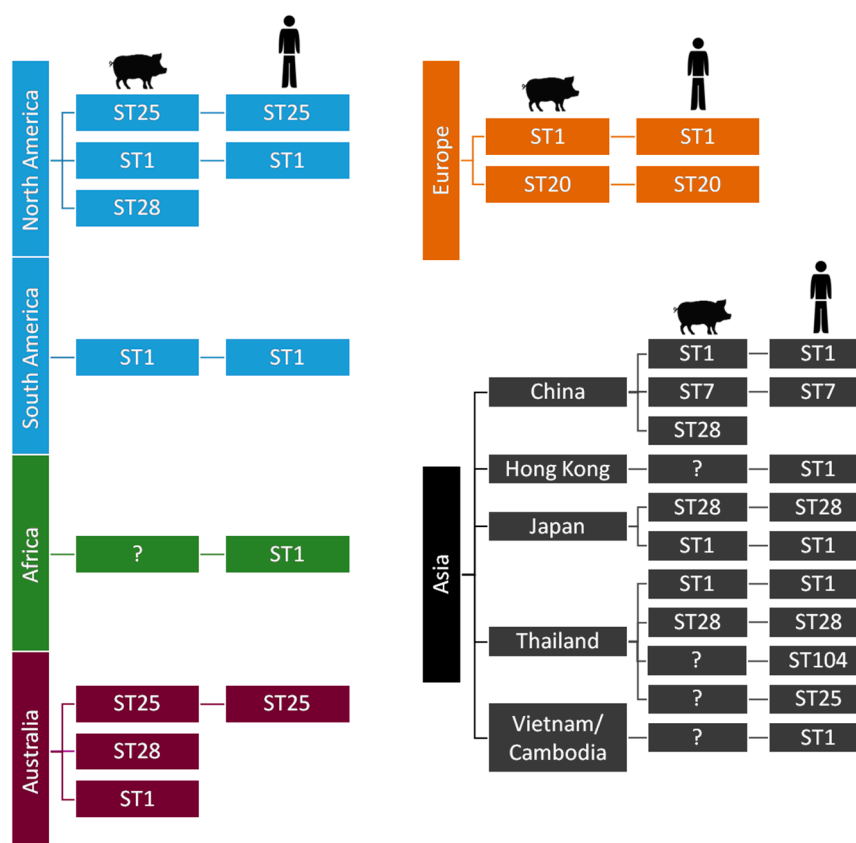 North America
ST25 ST25
ST1 ST1
ST28
South America
ST1 ST1
Africa
? ST1
Australia
ST25 ST25
ST28
ST1
Europe
ST1 ST1
ST20 ST20
Asia
China
ST1 ST1
ST7 ST7
ST28
Hong Kong
? ST1
Japan
ST28 ST28
ST1 ST1
Thailand
ST1 ST1
ST28 ST28
? ST104
? ST25
Vietnam/
Cambodia
? ST1